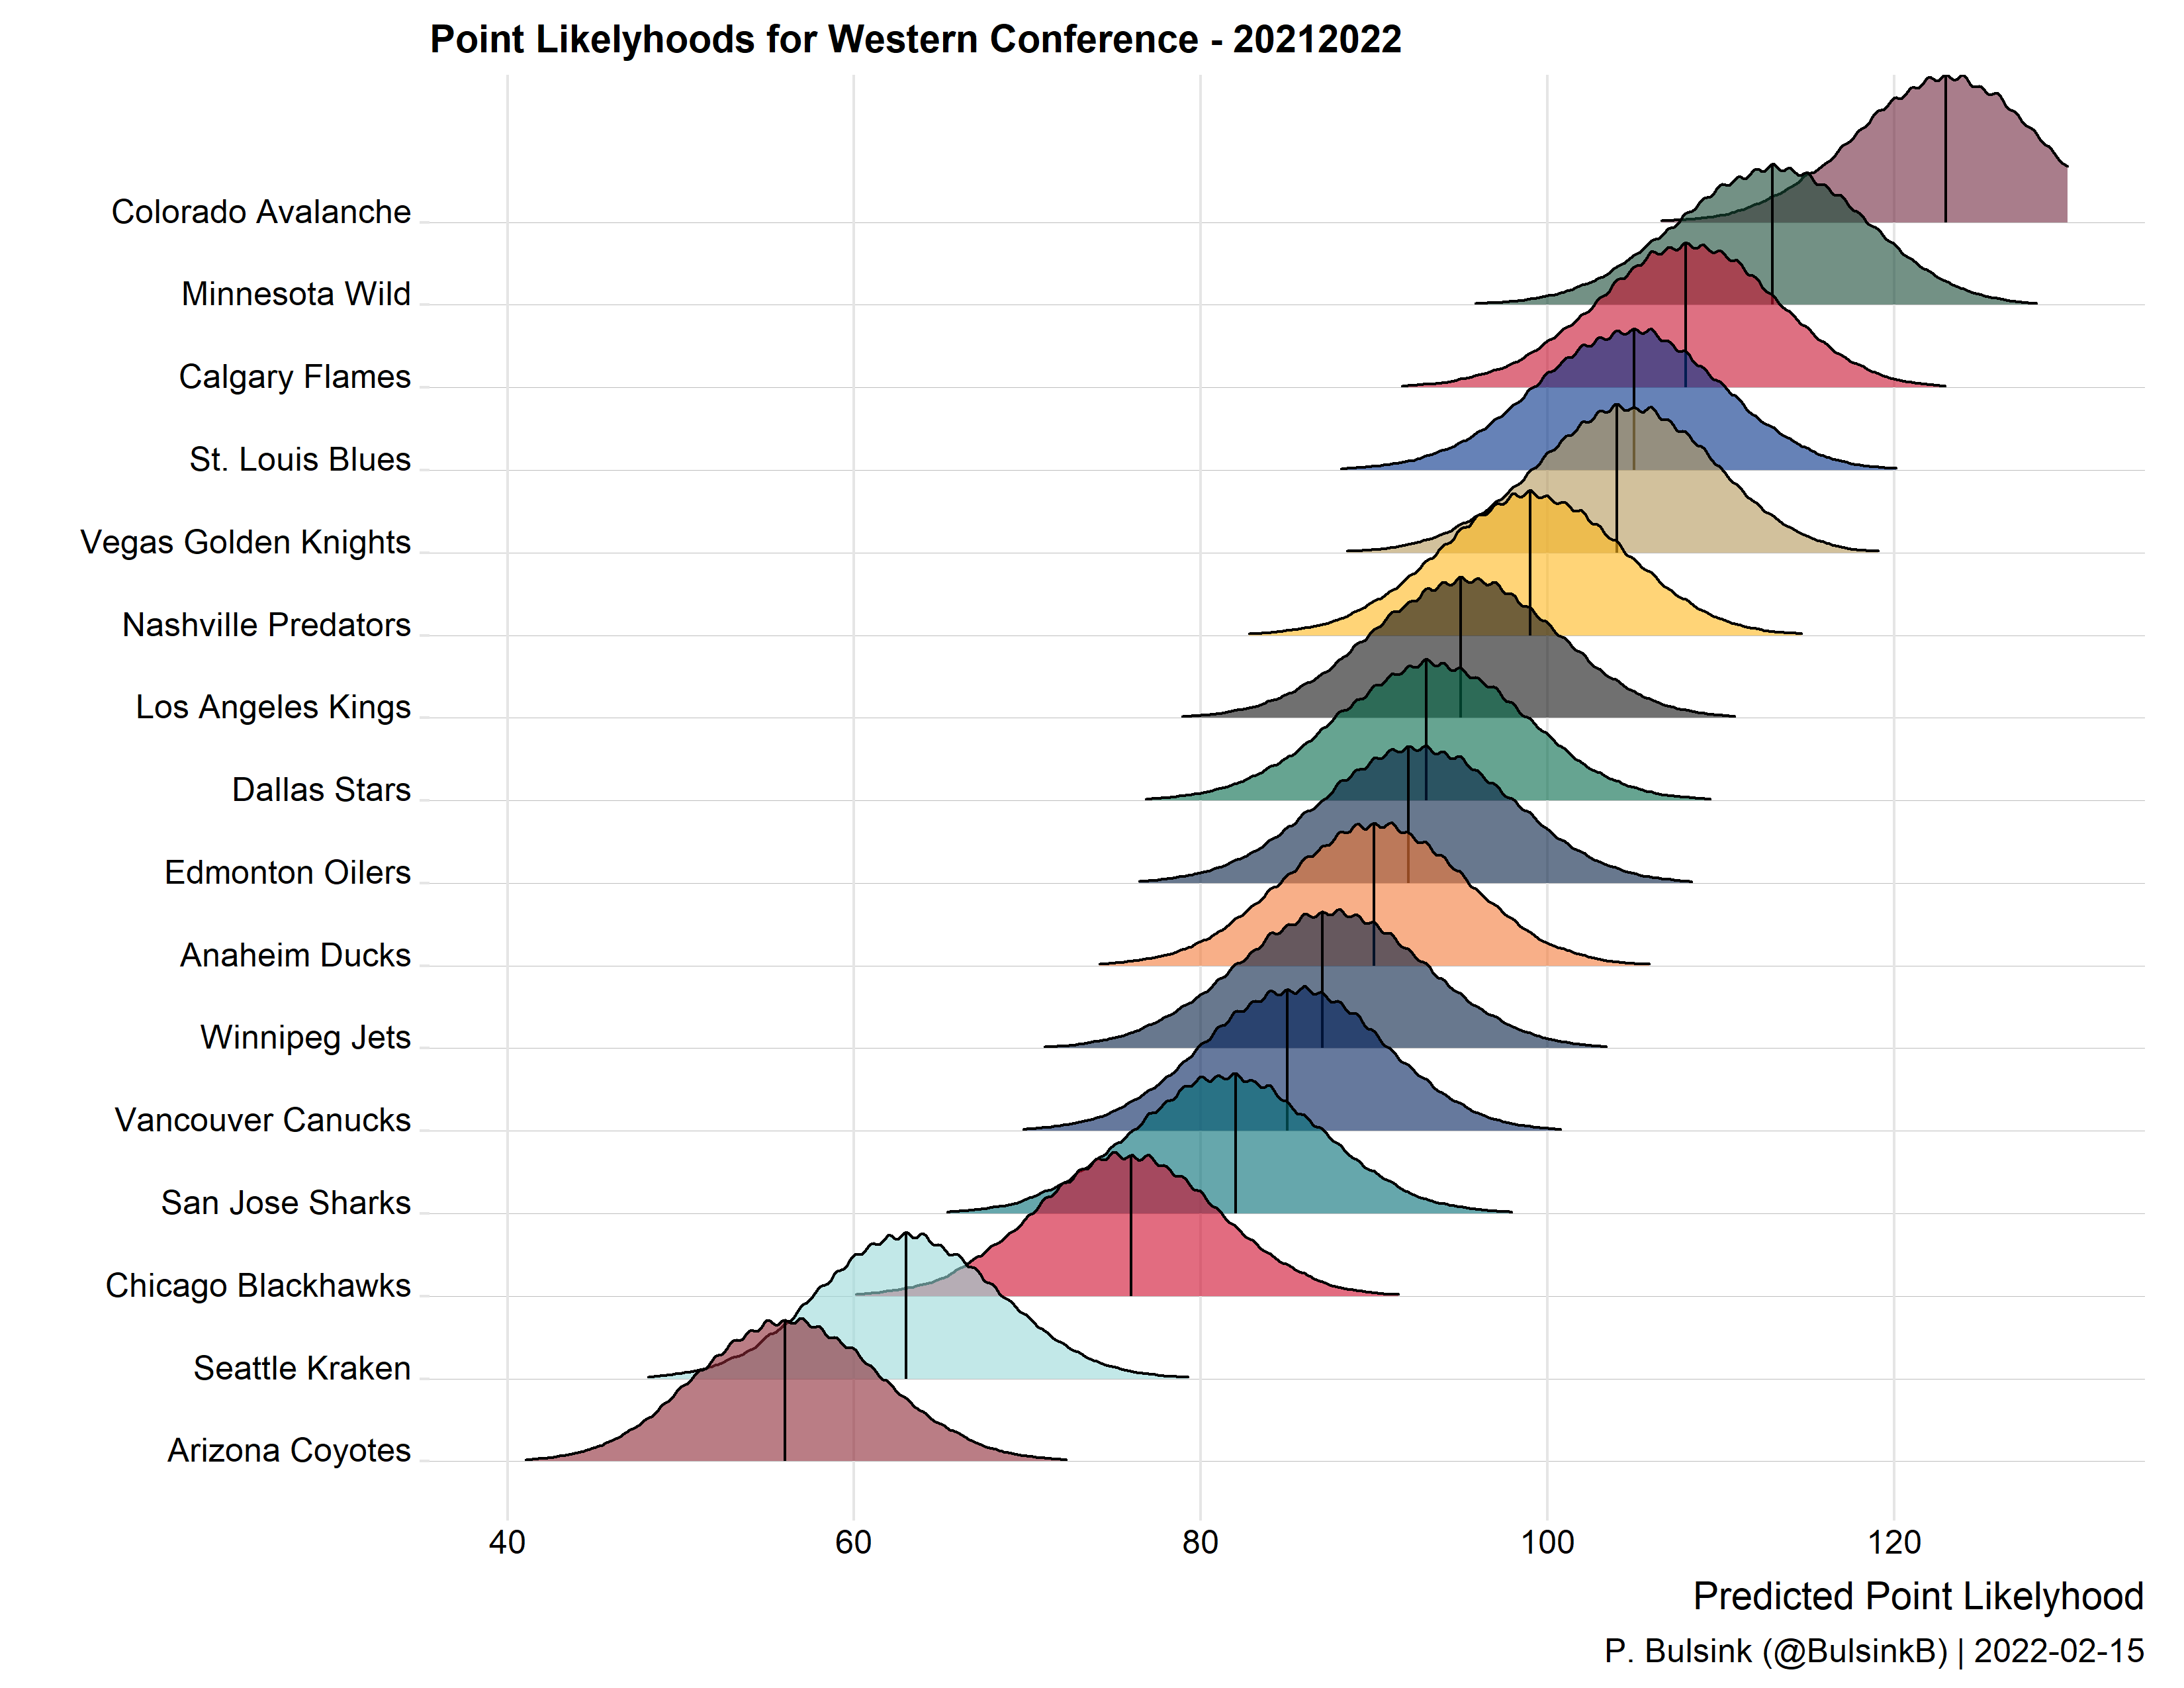 Point Likelyhoods for Western Conference - 20212022
Colorado Avalanche
Minnesota Wild
Calgary Flames
St. Louis Blues
Vegas Golden Knights
Nashville Predators
Los Angeles Kings
Dallas Stars
Edmonton Oilers
Anaheim Ducks
Winnipeg Jets
Vancouver Canucks
San Jose Sharks
Chicago Blackhawks
Seattle Kraken
Arizona Coyotes
40 60 80 100 120
Predicted Point Likelyhood
P. Bulsink (@BulsinkB) | 2022-02-15